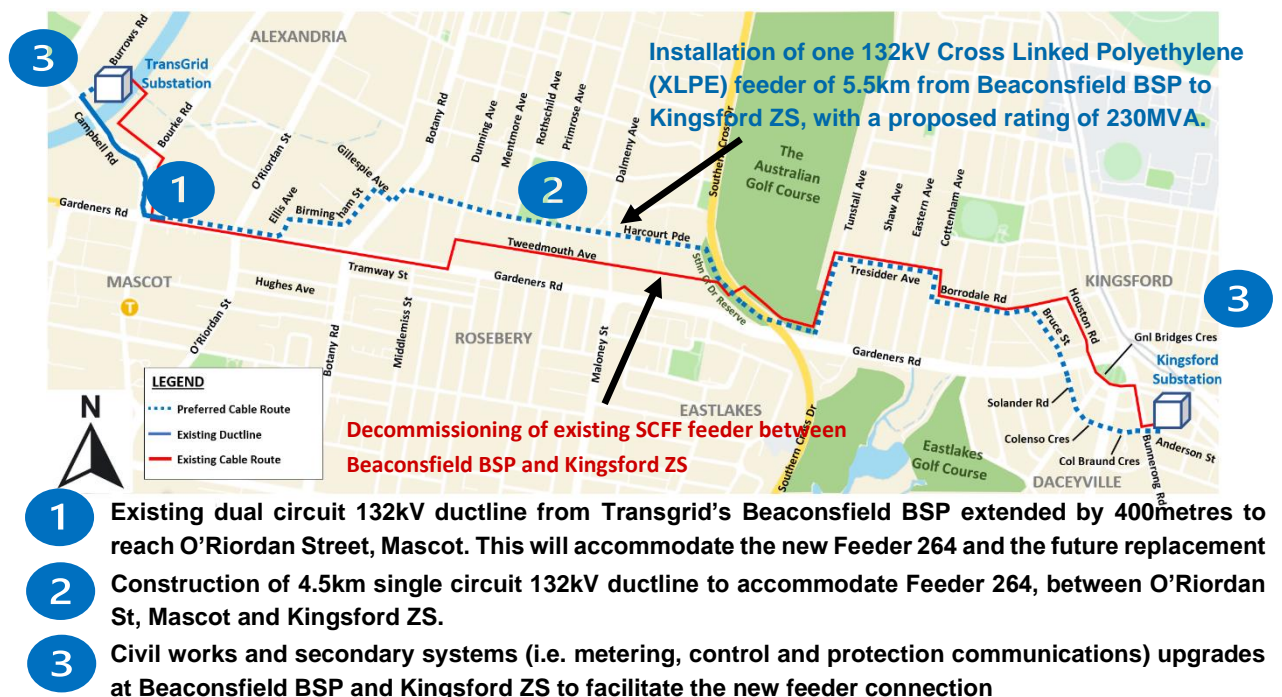 3
Burrows Rd
ALEXANDRIA
TransGrid
Substation
Campbell Rd
Bourke Rd
O'Riordan St
Botany Rd
Dunning Ave
Mentmore Ave
Rothschild Ave
Primrose Ave
Dalmeny Ave
Southern Cross Dr
Installation of one 132kV Cross Linked Polyethylene
(XLPE) feeder of 5.5km from Beaconsfield BSP to
Kingsford ZS, with a proposed rating of 230MVA.
The
Australian
Golf Course
Tunstall Ave
Shaw Ave
Eastern Ave
Cottenham Ave
1
Gardeners Rd
Ellis Ave
Birmingham St
Gillespie Ave
2
Harcourt Pde
Tweedmouth Ave
Sthn C Dr Reserve
Tresidder Ave
Borrodale Rd
KINGSFORD
3
MASCOT
T
Hughes Ave
Tramway St
Gardeners Rd
O'Riordan St
Botany Rd
Middlemiss St
ROSEBERY
Maloney St
Gardeners Rd
Bruce St
Houston Rd
Gnl Bridges Cres
Kingsford
Substation
Solander Rd
Colenso Cres
Col Braund Cres
Anderson St
Bunnerong Rd
DACEYVILLE
EASTLAKES
Southern Cross Dr
Eastlakes
Golf Course
N
LEGEND
Preferred Cable Route
Existing Ductline
Existing Cable Route
Decommissioning of existing SCFF feeder between
Beaconsfield BSP and Kingsford ZS
1
Existing dual circuit 132kV ductline from Transgrid's Beaconsfield BSP extended by 400metres to
reach O'Riordan Street, Mascot. This will accommodate the new Feeder 264 and the future replacement
2
Construction of 4.5km single circuit 132kV ductline to accommodate Feeder 264, between O'Riordan
St, Mascot and Kingsford ZS.
3
Civil works and secondary systems (i.e. metering, control and protection communications) upgrades
at Beaconsfield BSP and Kingsford ZS to facilitate the new feeder connection